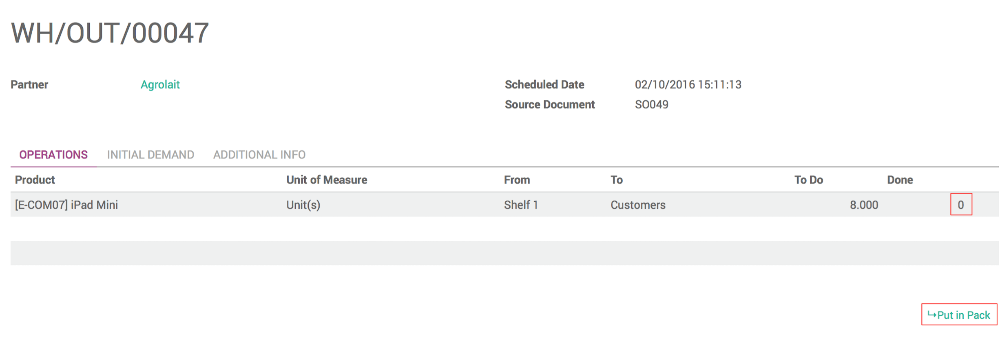 WH/OUT/00047
Partner Agrolait Scheduled Date 02/10/2016 15:11:13
Source Document SO049
OPERATIONS INITIAL DEMAND ADDITIONAL INFO
Product Unit of Measure From To To Do Done
[E-COM07] iPad Mini Unit(s) Shelf 1 Customers 8.000 0
↳Put in Pack